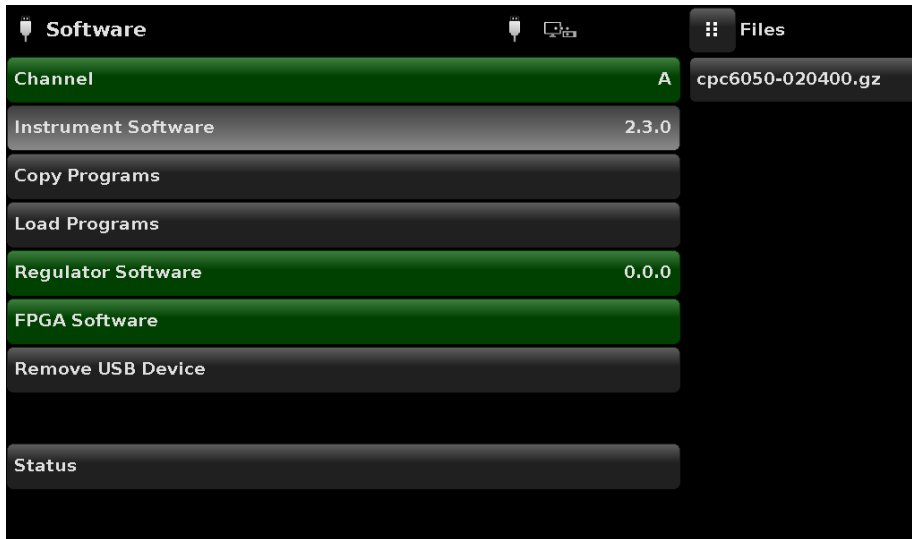 Software
Channel A
Instrument Software 2.3.0
Copy Programs
Load Programs
Regulator Software 0.0.0
FPGA Software
Remove USB Device
Status
Files
cpc6050-020400.gz